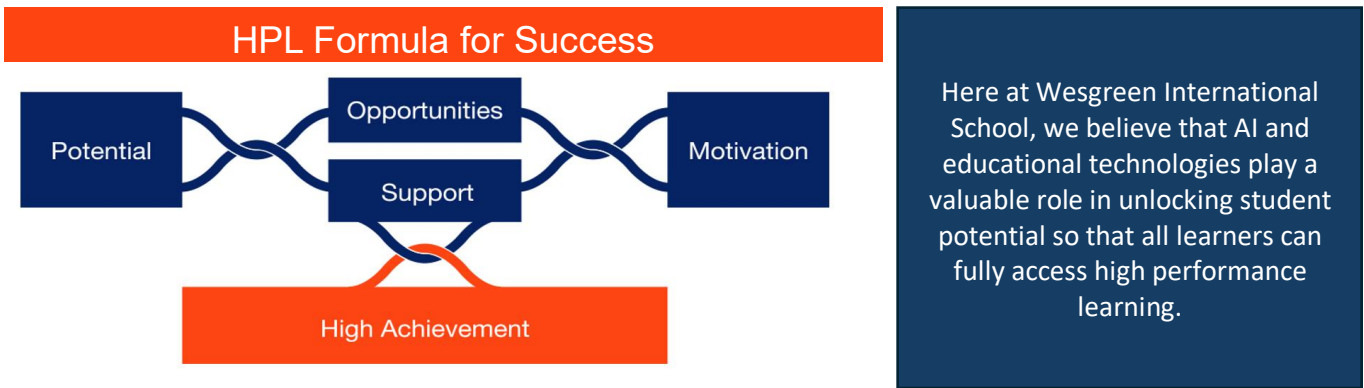 HPL Formula for Success
Potential
Opportunities
Support
Motivation
High Achievement
Here at Wesgreen International
School, we believe that AI and
educational technologies play a
valuable role in unlocking student
potential so that all learners can
fully access high performance
learning.